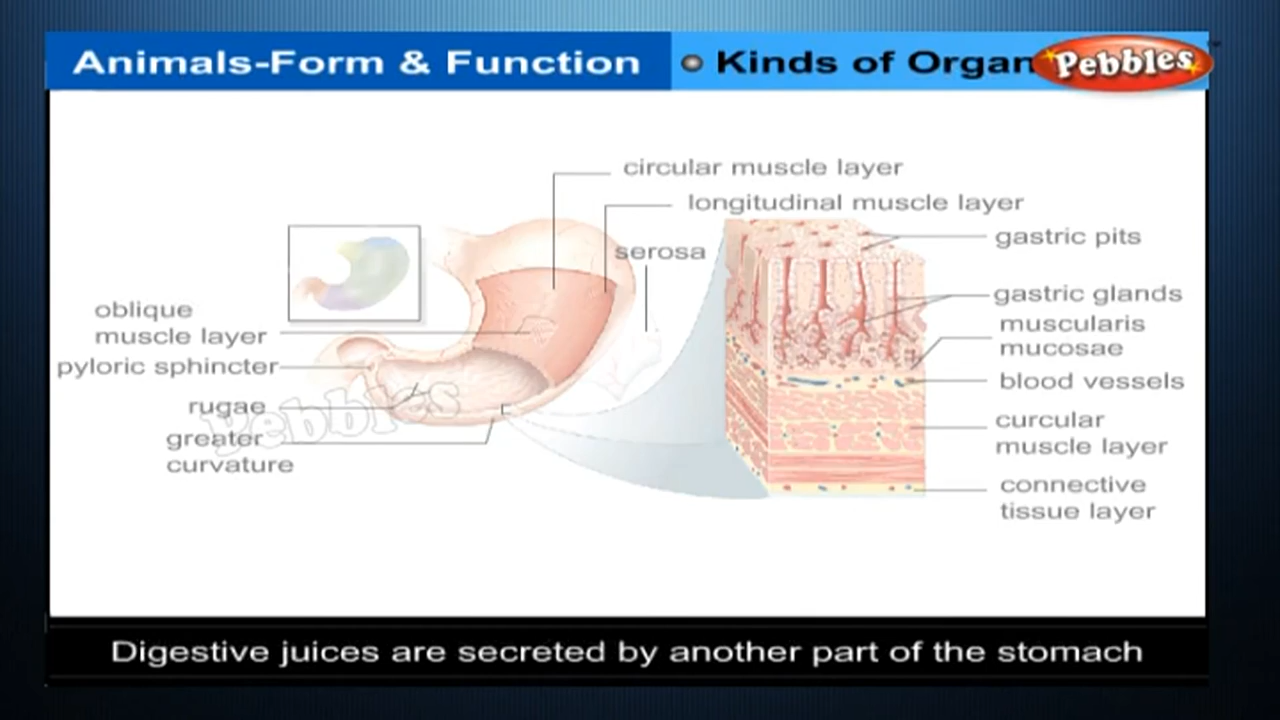 Animals-Form & Function
Kinds of Organ
Pebbles
circular muscle layer
longitudinal muscle layer
serosa
gastric pits
gastric glands
muscularis
mucosae
blood vessels
curcular
muscle layer
connective
tissue layer
oblique
muscle layer
pyloric sphincter
rugae
greater
curvature
Pebbles
Digestive juices are secreted by another part of the stomach